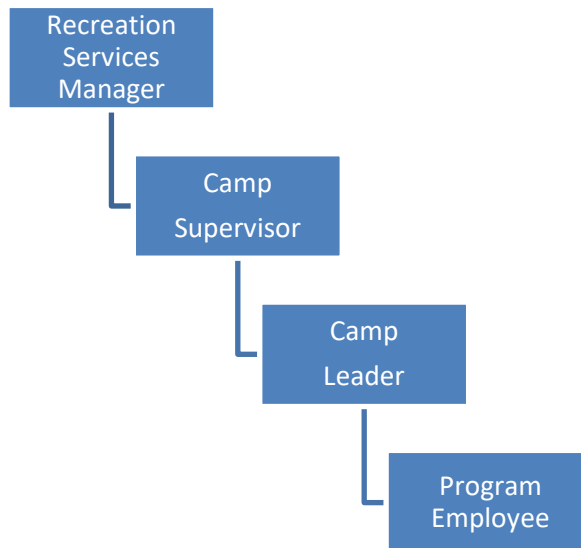 Recreation
Services
Manager
Camp
Supervisor
Camp
Leader
Program
Employee